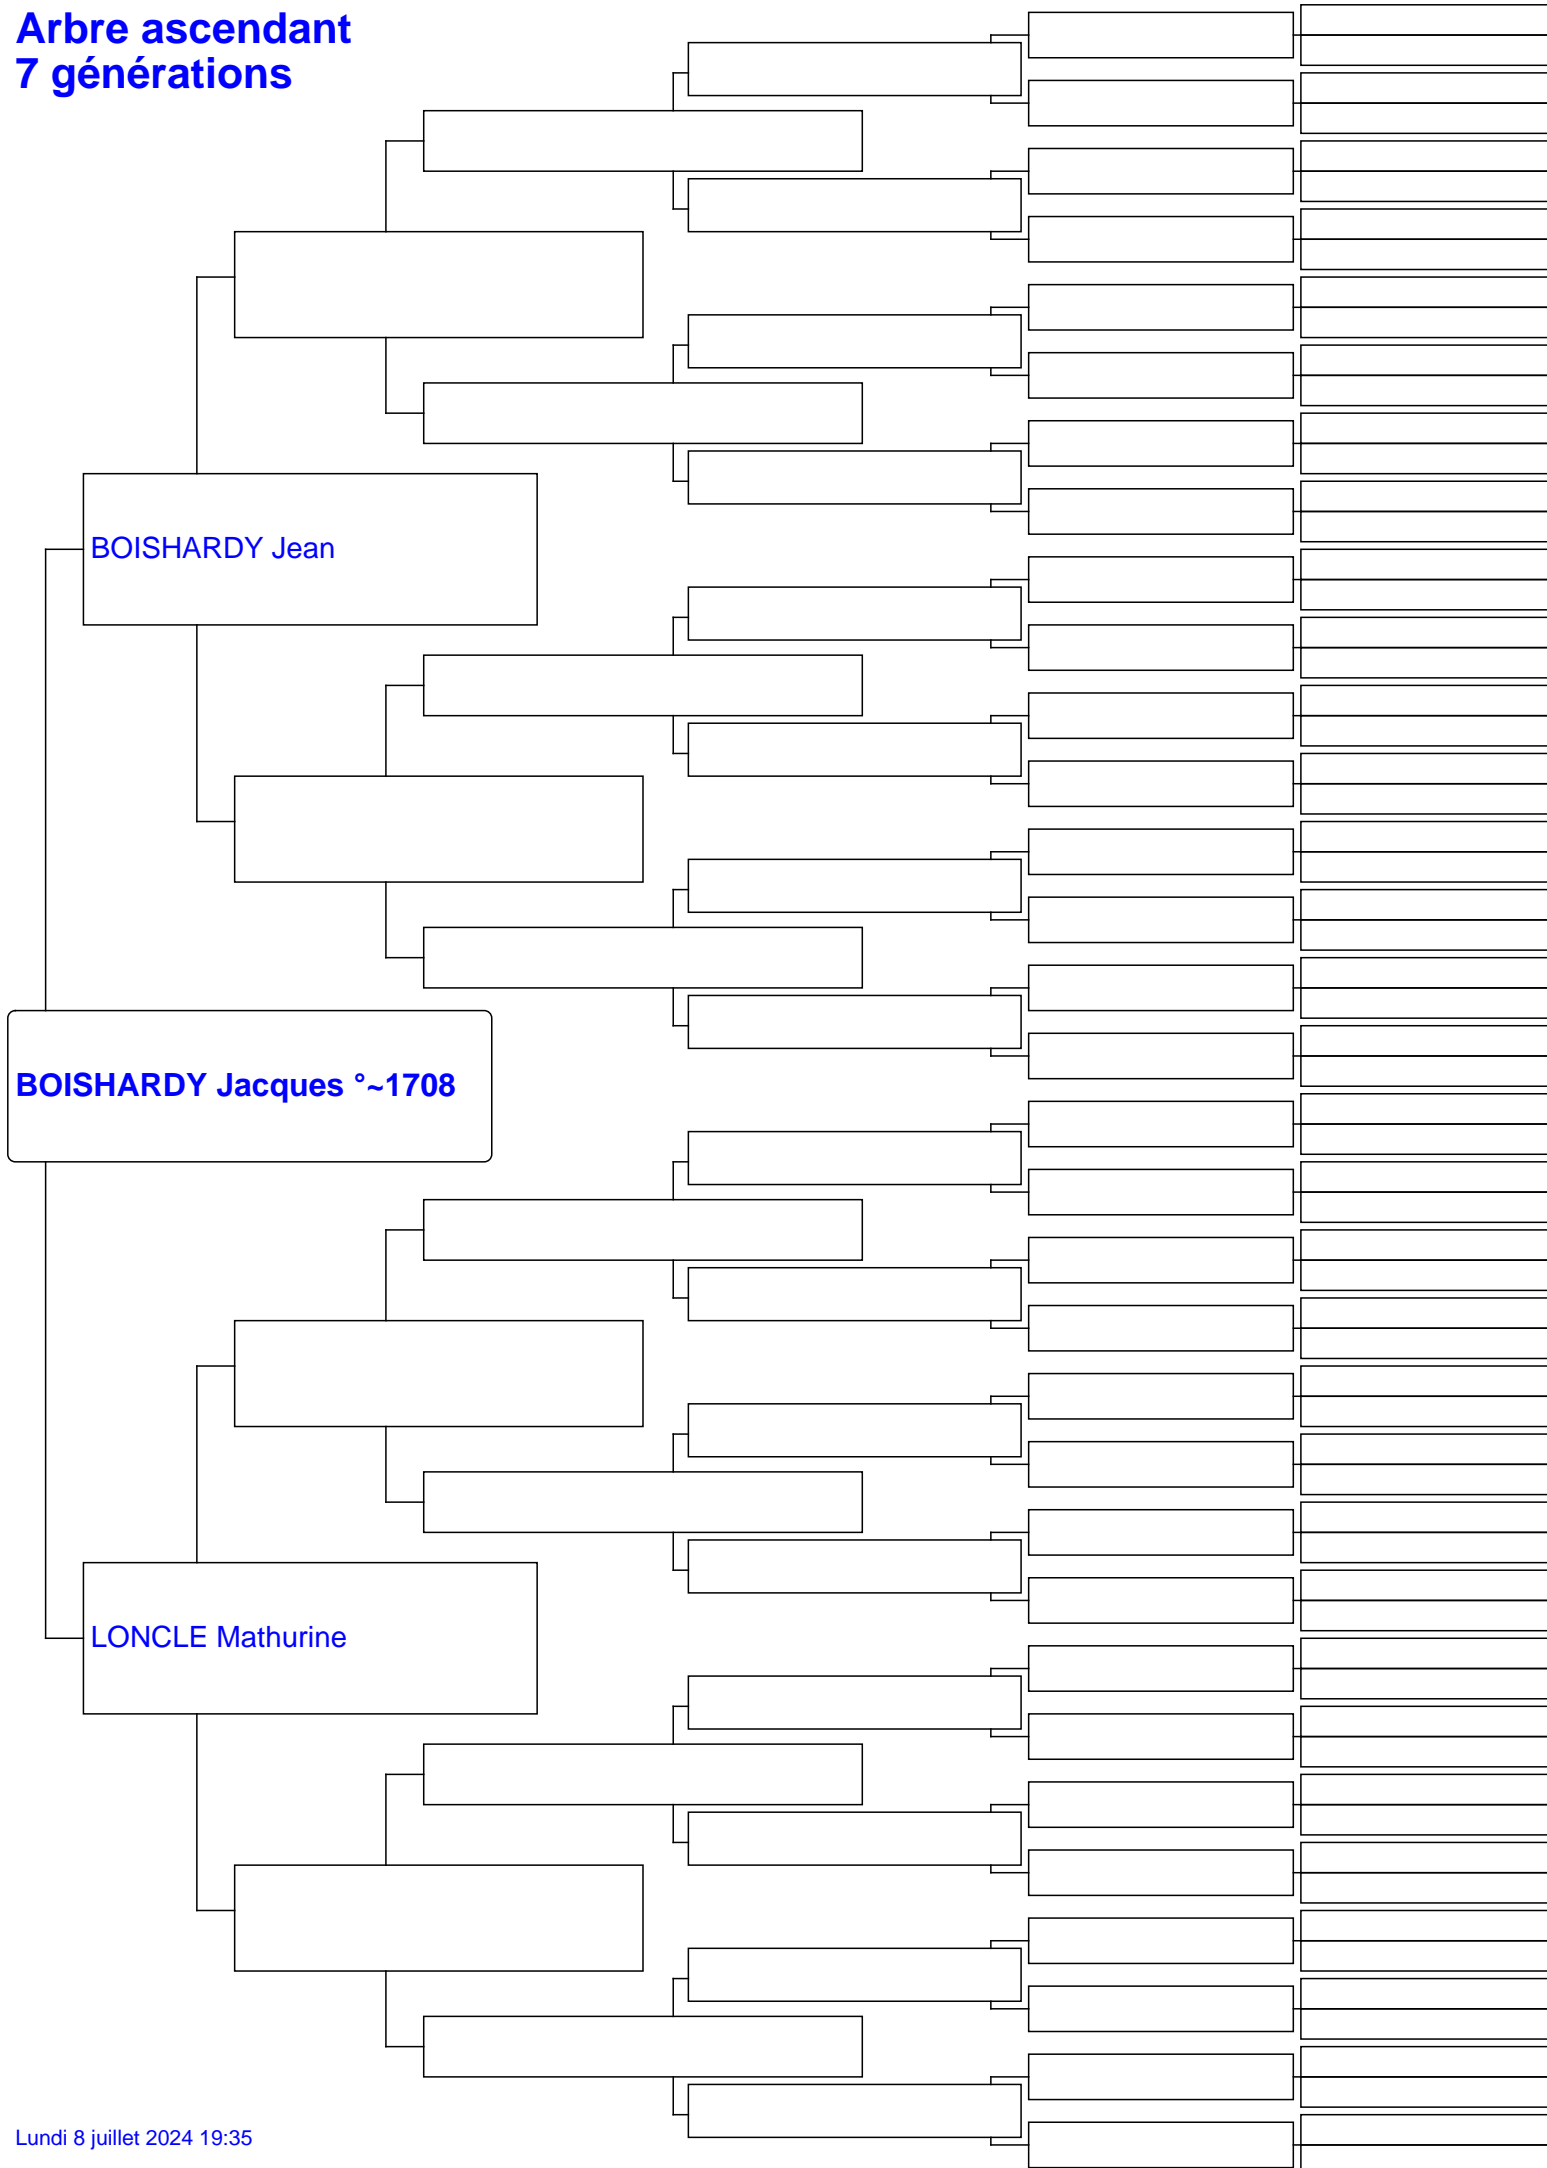 Arbre ascendant
7 générations
BOISHARDY Jean
BOISHARDY Jacques °~1708
LONCLE Mathurine
Lundi 8 juillet 2024 19:35